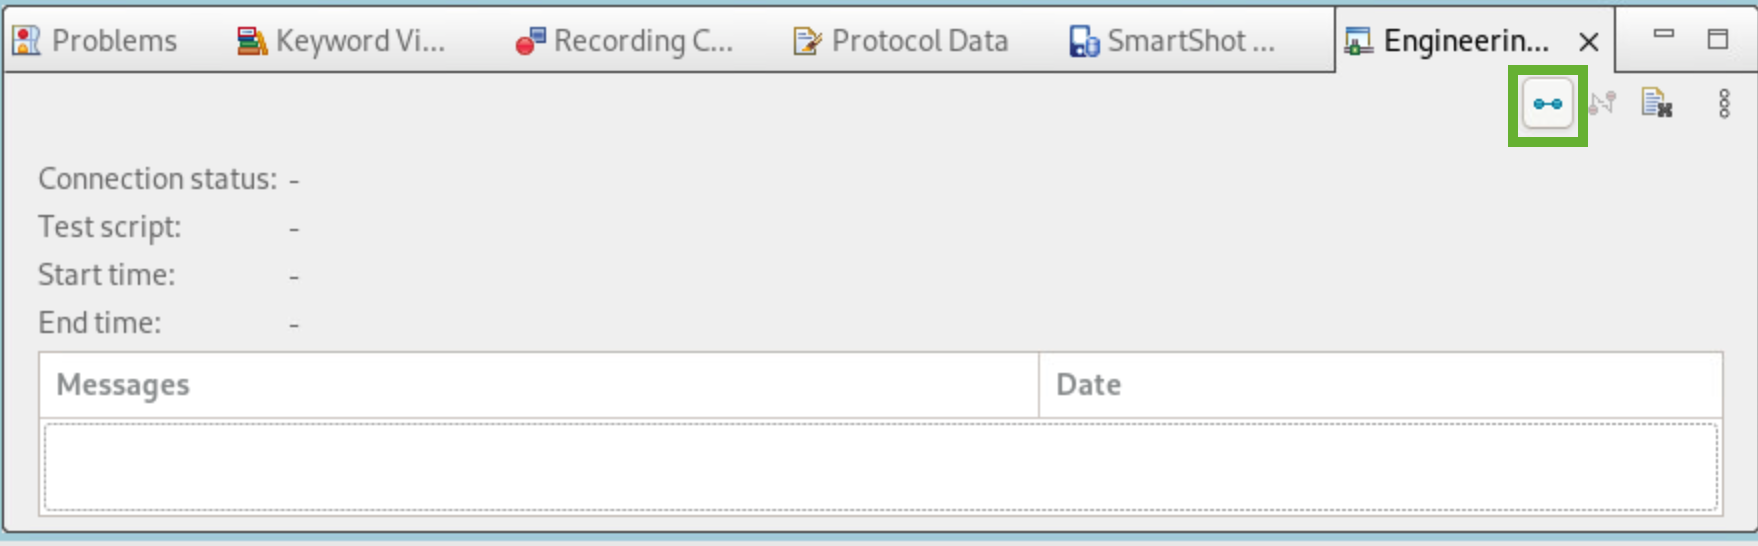 Problems Keyword Vi... Recording C... Protocol Data SmartShot ... Engineerin...
Connection status: -
Test script: -
Start time: -
End time: -
Messages Date